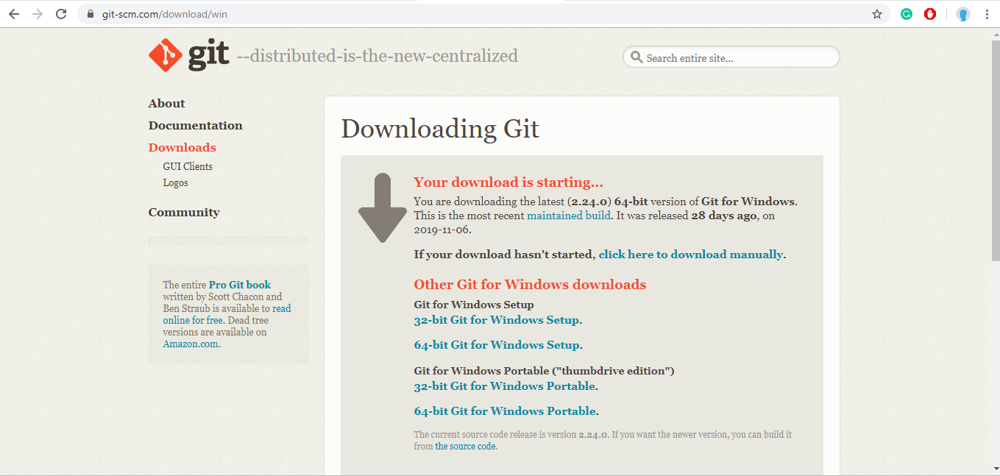 git-scm.com/download/win
git --distributed-is-the-new-centralized
Search entire site...
About
Documentation
Downloads
GUI Clients
Logos
Community
The entire Pro Git book
written by Scott Chacon and
Ben Straub is available to read
online for free. Dead tree
versions are available on
Amazon.com.
Downloading Git
Your download is starting...
You are downloading the latest (2.24.0) 64-bit version of Git for Windows.
This is the most recent maintained build. It was released 28 days ago, on
2019-11-06.
If your download hasn't started, click here to download manually.
Other Git for Windows downloads
Git for Windows Setup
32-bit Git for Windows Setup.
64-bit Git for Windows Setup.
Git for Windows Portable ("thumbdrive edition")
32-bit Git for Windows Portable.
64-bit Git for Windows Portable.
The current source code release is version 2.24.0. If you want the newer version, you can build it
from the source code.